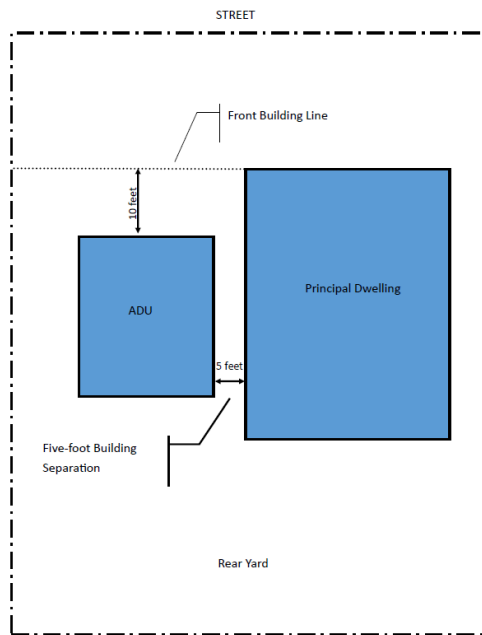 STREET
Front Building Line
10 feet
ADU
Principal Dwelling
5 feet
Five-foot Building
Separation
Rear Yard